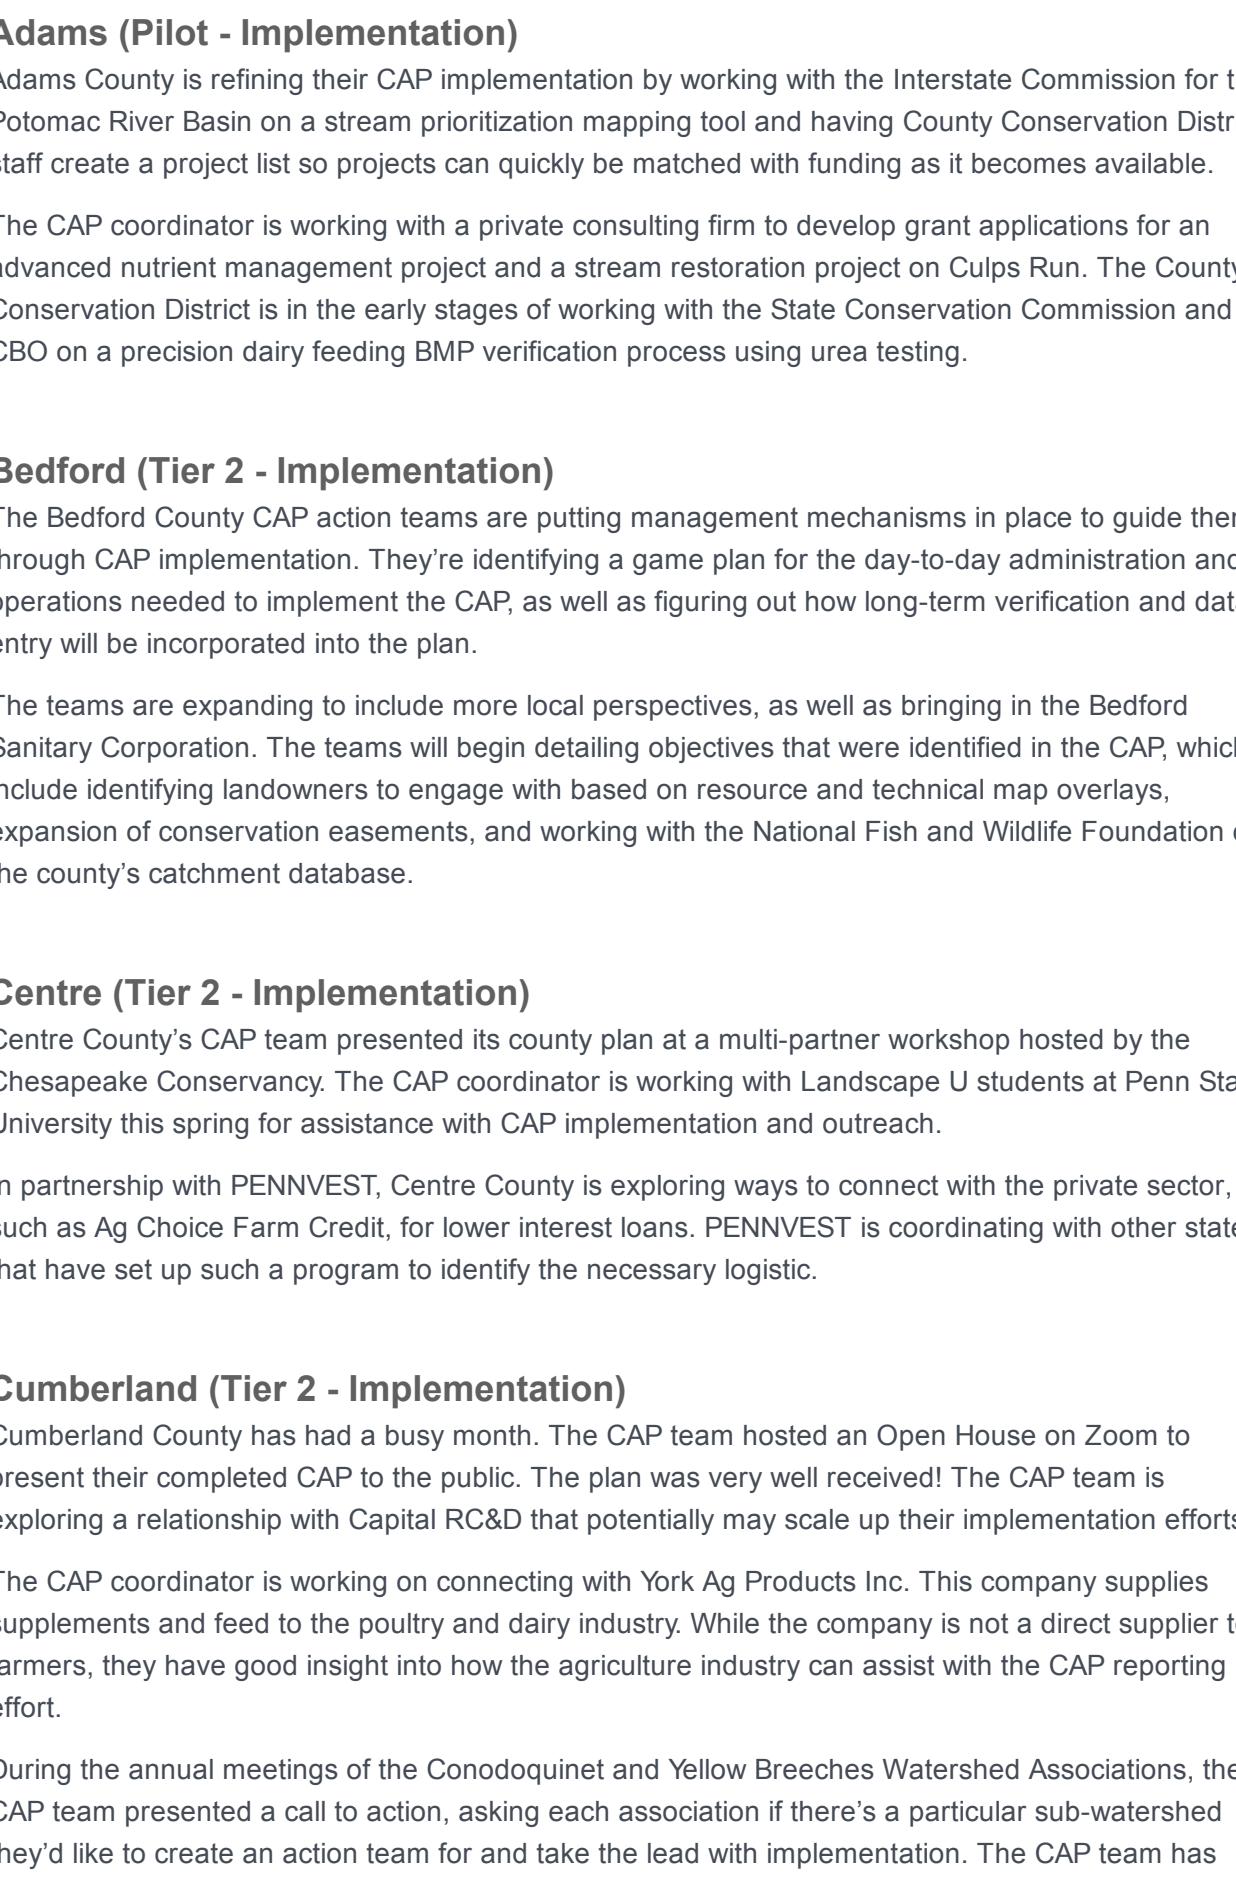 Adams (Pilot - Implementation)
Adams County is refining their CAP implementation by working with the Interstate Commission for t
Potomac River Basin on a stream prioritization mapping tool and having County Conservation Distr
staff create a project list so projects can quickly be matched with funding as it becomes available.
The CAP coordinator is working with a private consulting firm to develop grant applications for an
advanced nutrient management project and a stream restoration project on Culps Run. The County
Conservation District is in the early stages of working with the State Conservation Commission and
CBO on a precision dairy feeding BMP verification process using urea testing.
Bedford (Tier 2 - Implementation)
The Bedford County CAP action teams are putting management mechanisms in place to guide them
through CAP implementation. They’re identifying a game plan for the day-to-day administration and
operations needed to implement the CAP, as well as figuring out how long-term verification and data
entry will be incorporated into the plan.
The teams are expanding to include more local perspectives, as well as bringing in the Bedford
Sanitary Corporation. The teams will begin detailing objectives that were identified in the CAP, which
include identifying landowners to engage with based on resource and technical map overlays,
expansion of conservation easements, and working with the National Fish and Wildlife Foundation
the county’s catchment database.
Centre (Tier 2 - Implementation)
Centre County’s CAP team presented its county plan at a multi-partner workshop hosted by the
Chesapeake Conservancy. The CAP coordinator is working with Landscape U students at Penn Sta
University this spring for assistance with CAP implementation and outreach.
In partnership with PENNVEST, Centre County is exploring ways to connect with the private sector,
such as Ag Choice Farm Credit, for lower interest loans. PENNVEST is coordinating with other state
that have set up such a program to identify the necessary logistic.
Cumberland (Tier 2 - Implementation)
Cumberland County has had a busy month. The CAP team hosted an Open House on Zoom to
present their completed CAP to the public. The plan was very well received! The CAP team is
exploring a relationship with Capital RC&D that potentially may scale up their implementation efforts
The CAP coordinator is working on connecting with York Ag Products Inc. This company supplies
supplements and feed to the poultry and dairy industry. While the company is not a direct supplier to
farmers, they have good insight into how the agriculture industry can assist with the CAP reporting
effort.
During the annual meetings of the Conodoquinet and Yellow Breeches Watershed Associations, the
CAP team presented a call to action, asking each association if there’s a particular sub-watershed
they’d like to create an action team for and take the lead with implementation. The CAP team has